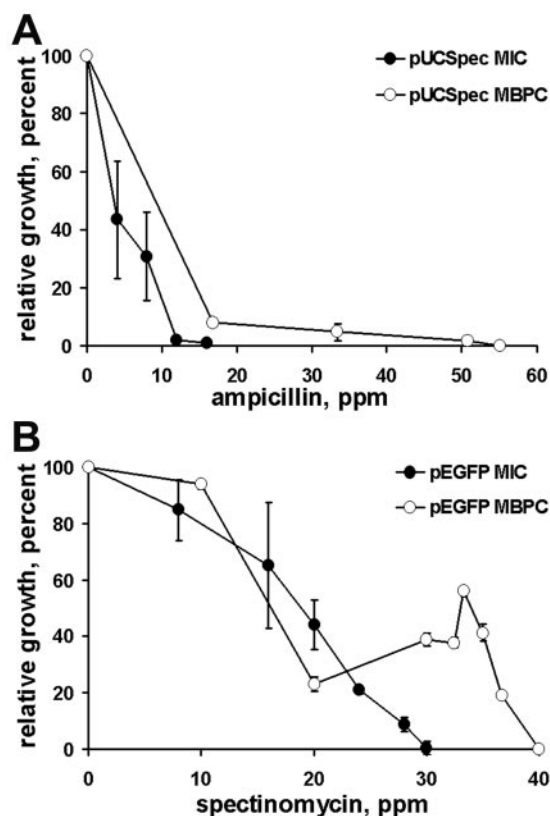 A
100
80
60
40
20
0
relative growth, percent
pUCSpec MIC
pUCSpec MBPC
0 10 20 30 40 50 60
ampicillin, ppm
B
100
80
60
40
20
0
relative growth, percent
pEGFP MIC
pEGFP MBPC
0 10 20 30 40
spectinomycin, ppm